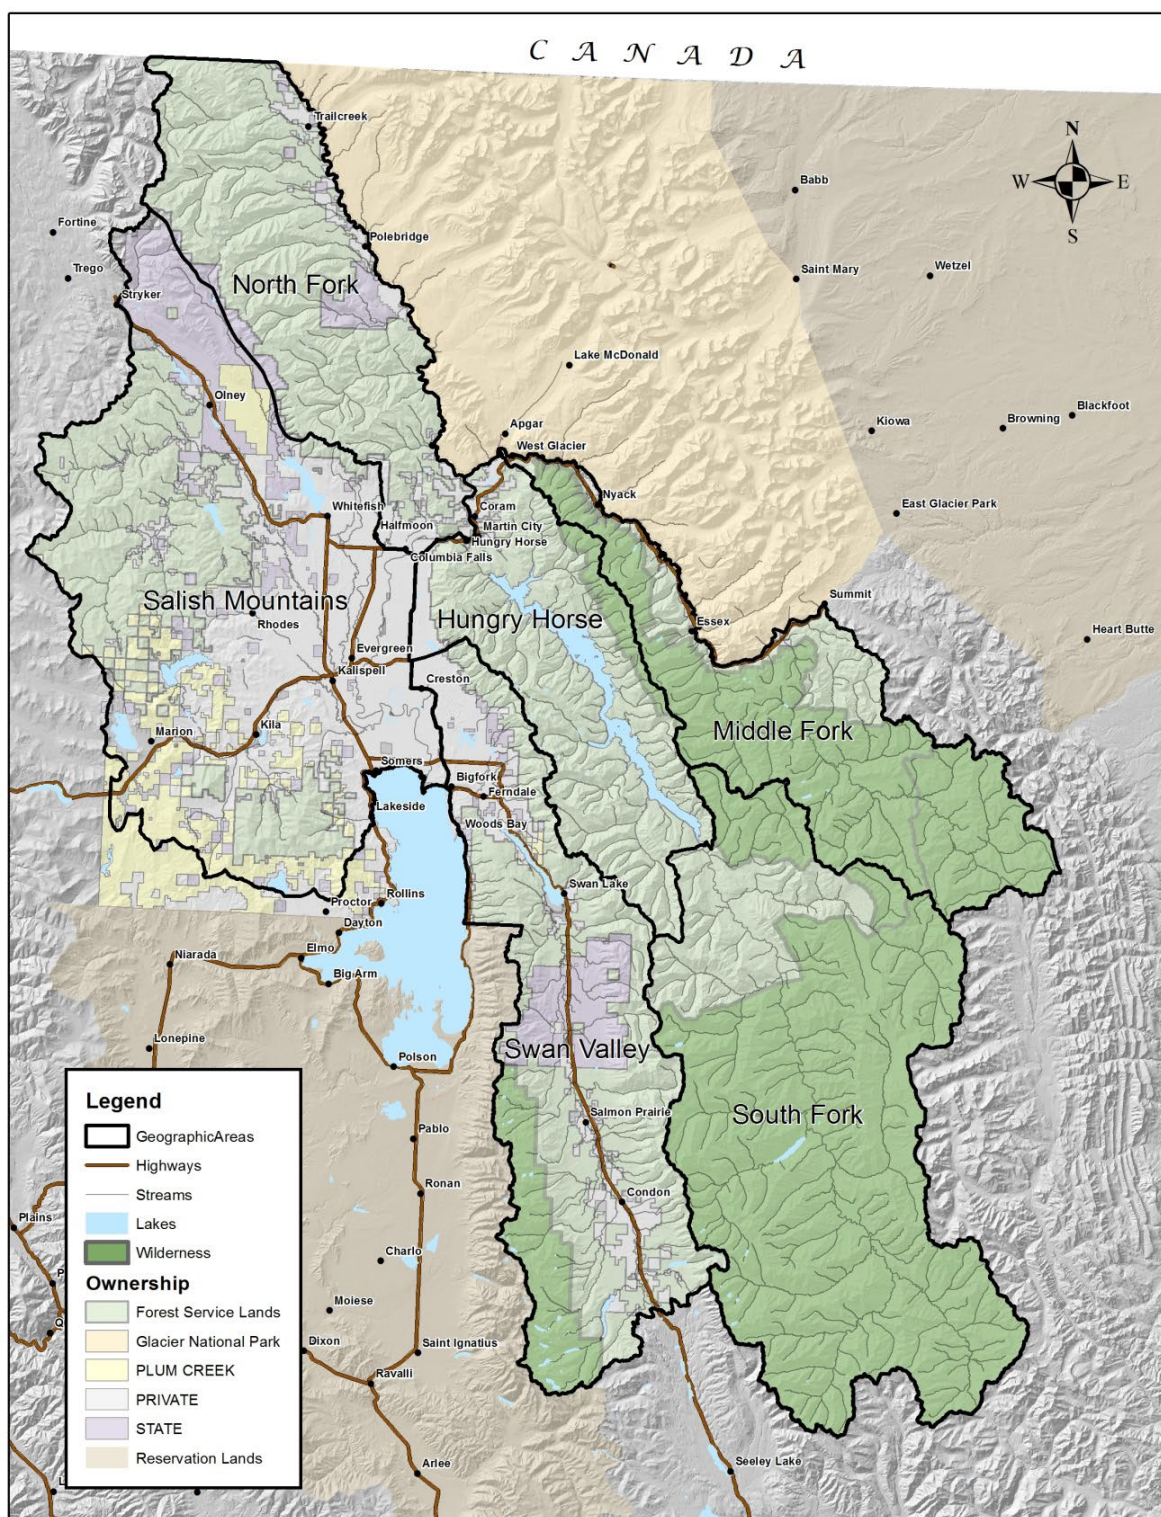 C A N A D A
Trailcreek
N
W E
S
Babb
Fortine
Polebridge
Trego
North Fork
Saint Mary
Wetzel
Stryker
Lake McDonald
Olney
Blackfoot
Browning
Kiowa
Apgar
West Glacier
Nyack
Whitefish
Coram
East Glacier Park
Halfmoon
Martin City
Hungry Horse
Columbia Falls
Salish Mountains
Rhodes
Hungry Horse
Summit
Essex
Heart Butte
Evergreen
Kalispell
Creston
Middle Fork
Kila
Marion
Somers
Bigfork
Ferndale
Lakeside
Woods Bay
Swan Lake
Rollins
Proctor
Dayton
Elmo
Niarada
Big Arm
Lonepine
Swan Valley
Polson
Legend
GeographicAreas
Highways
Streams
Lakes
Wilderness
Ownership
Forest Service Lands
Glacier National Park
PLUM CREEK
PRIVATE
STATE
Reservation Lands
Salmon Prairie
South Fork
Pablo
Ronan
Condon
Plains
Charlo
Moiese
Dixon
Saint Ignatius
Ravalli
Arlee
Seeley Lake